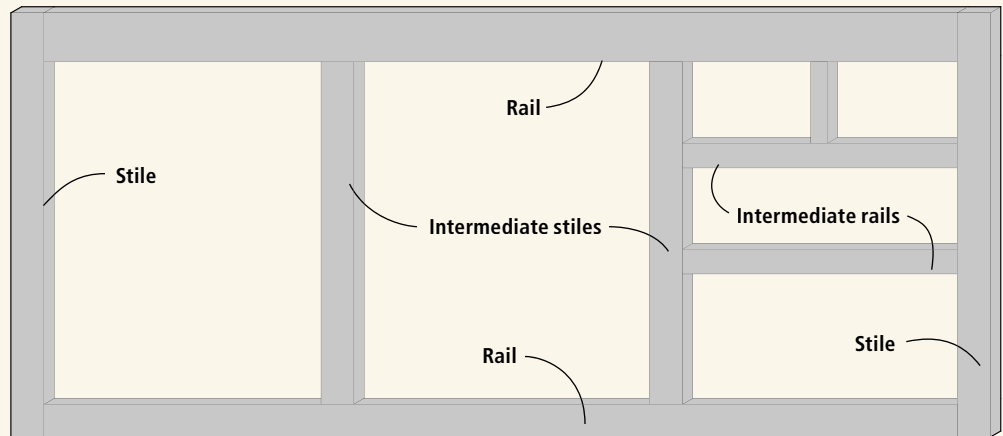 Rail
Stile
Intermediate stiles
Intermediate rails
Rail
Stile